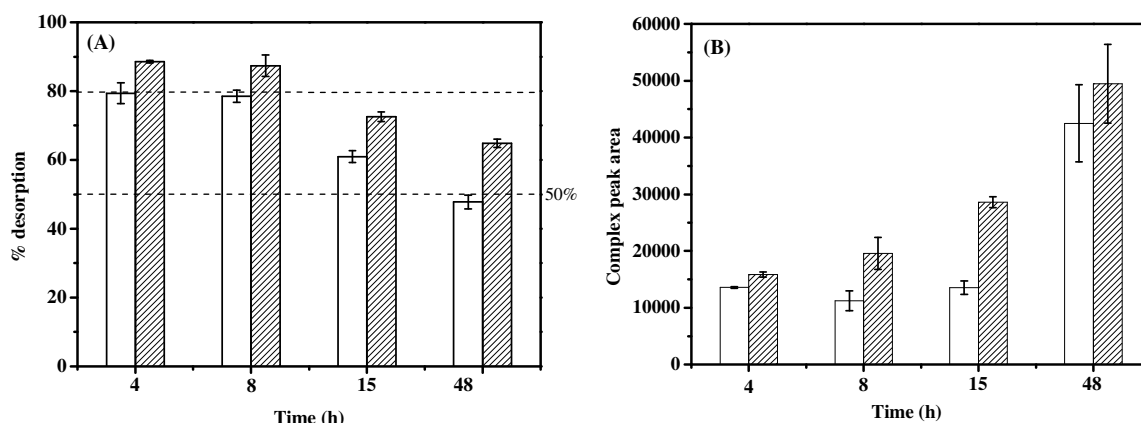 (A)
% desorption
100
80
60
40
20
0
50%
4 8 15 48
Time (h)
(B)
Complex peak area
60000
50000
40000
30000
20000
10000
0
4 8 15 48
Time (h)